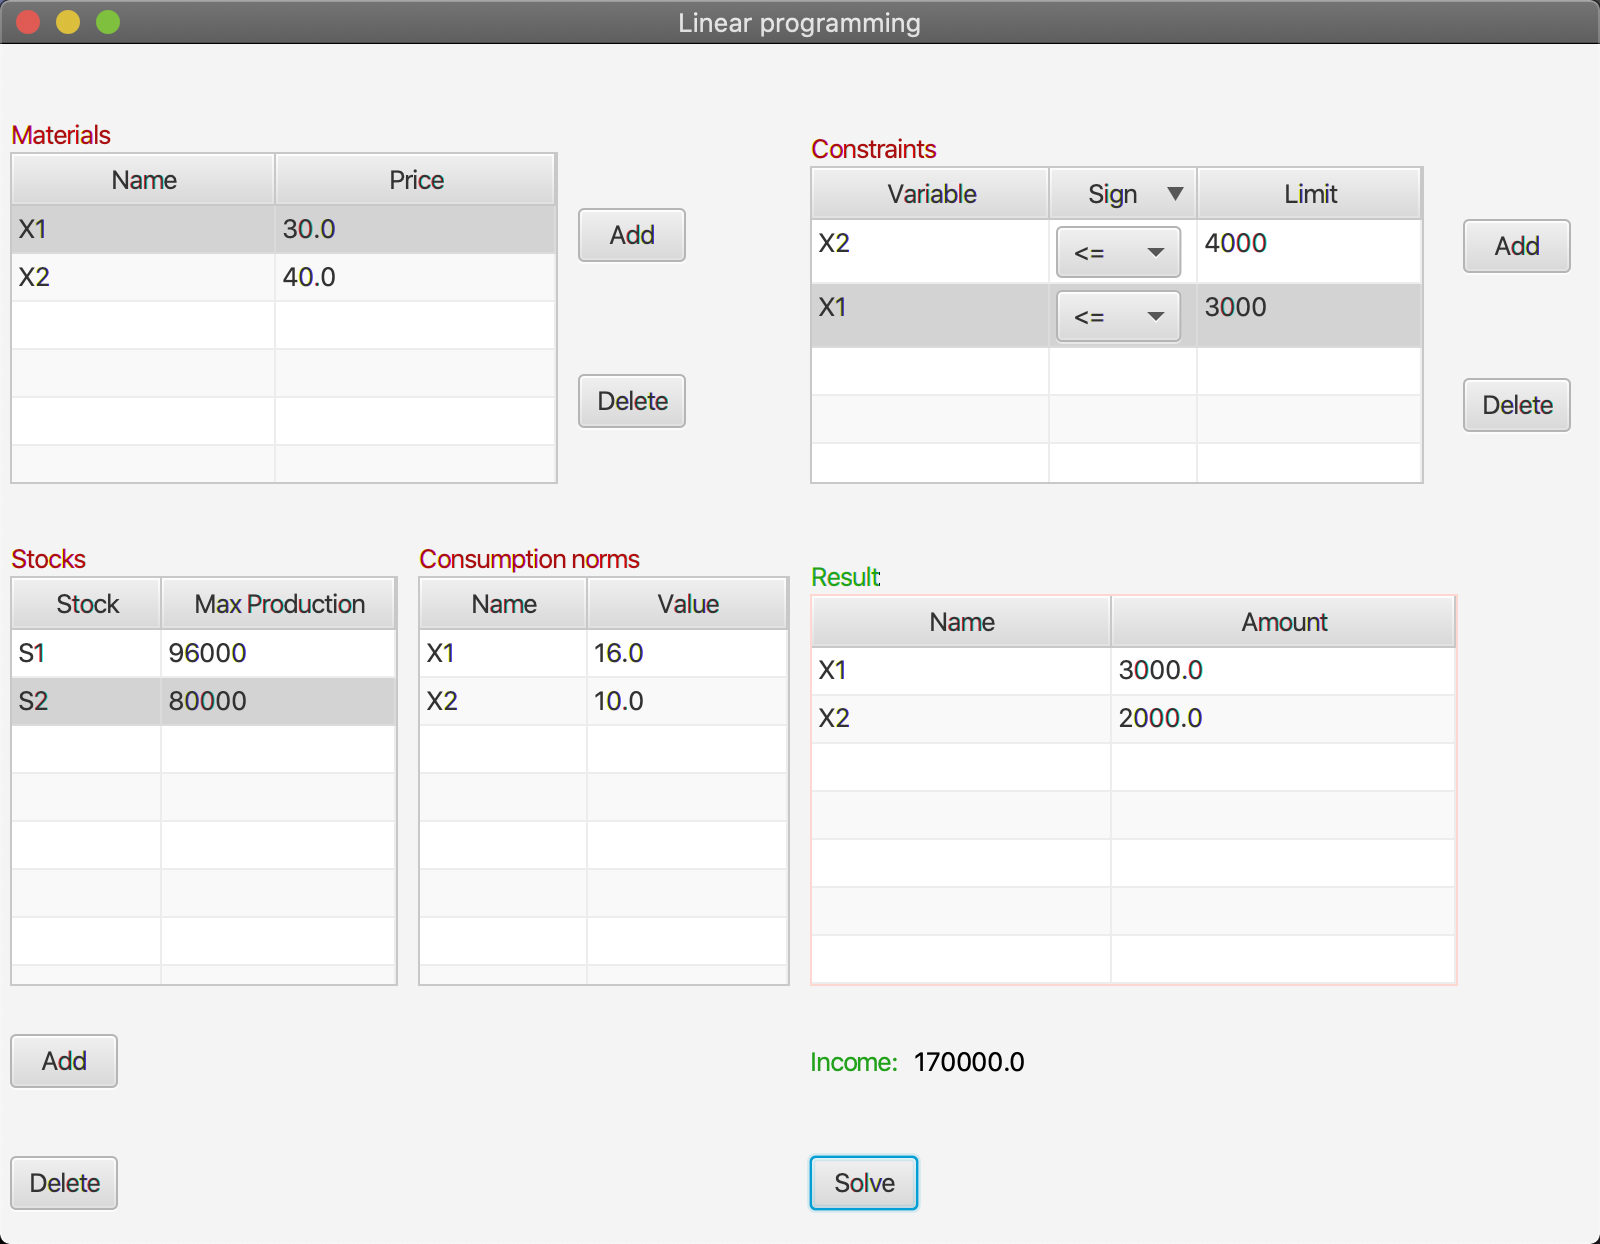 Linear programming
Materials
Name Price
X1 30.0
X2 40.0
Add
Delete
Constraints
Variable Sign Limit
X2 <= 4000
X1 <= 3000
Add
Delete
Stocks
Stock Max Production
S1 96000
S2 80000
Consumption norms
Name Value
X1 16.0
X2 10.0
Result:
Name Amount
X1 3000.0
X2 2000.0
Add
Income: 170000.0
Delete
Solve